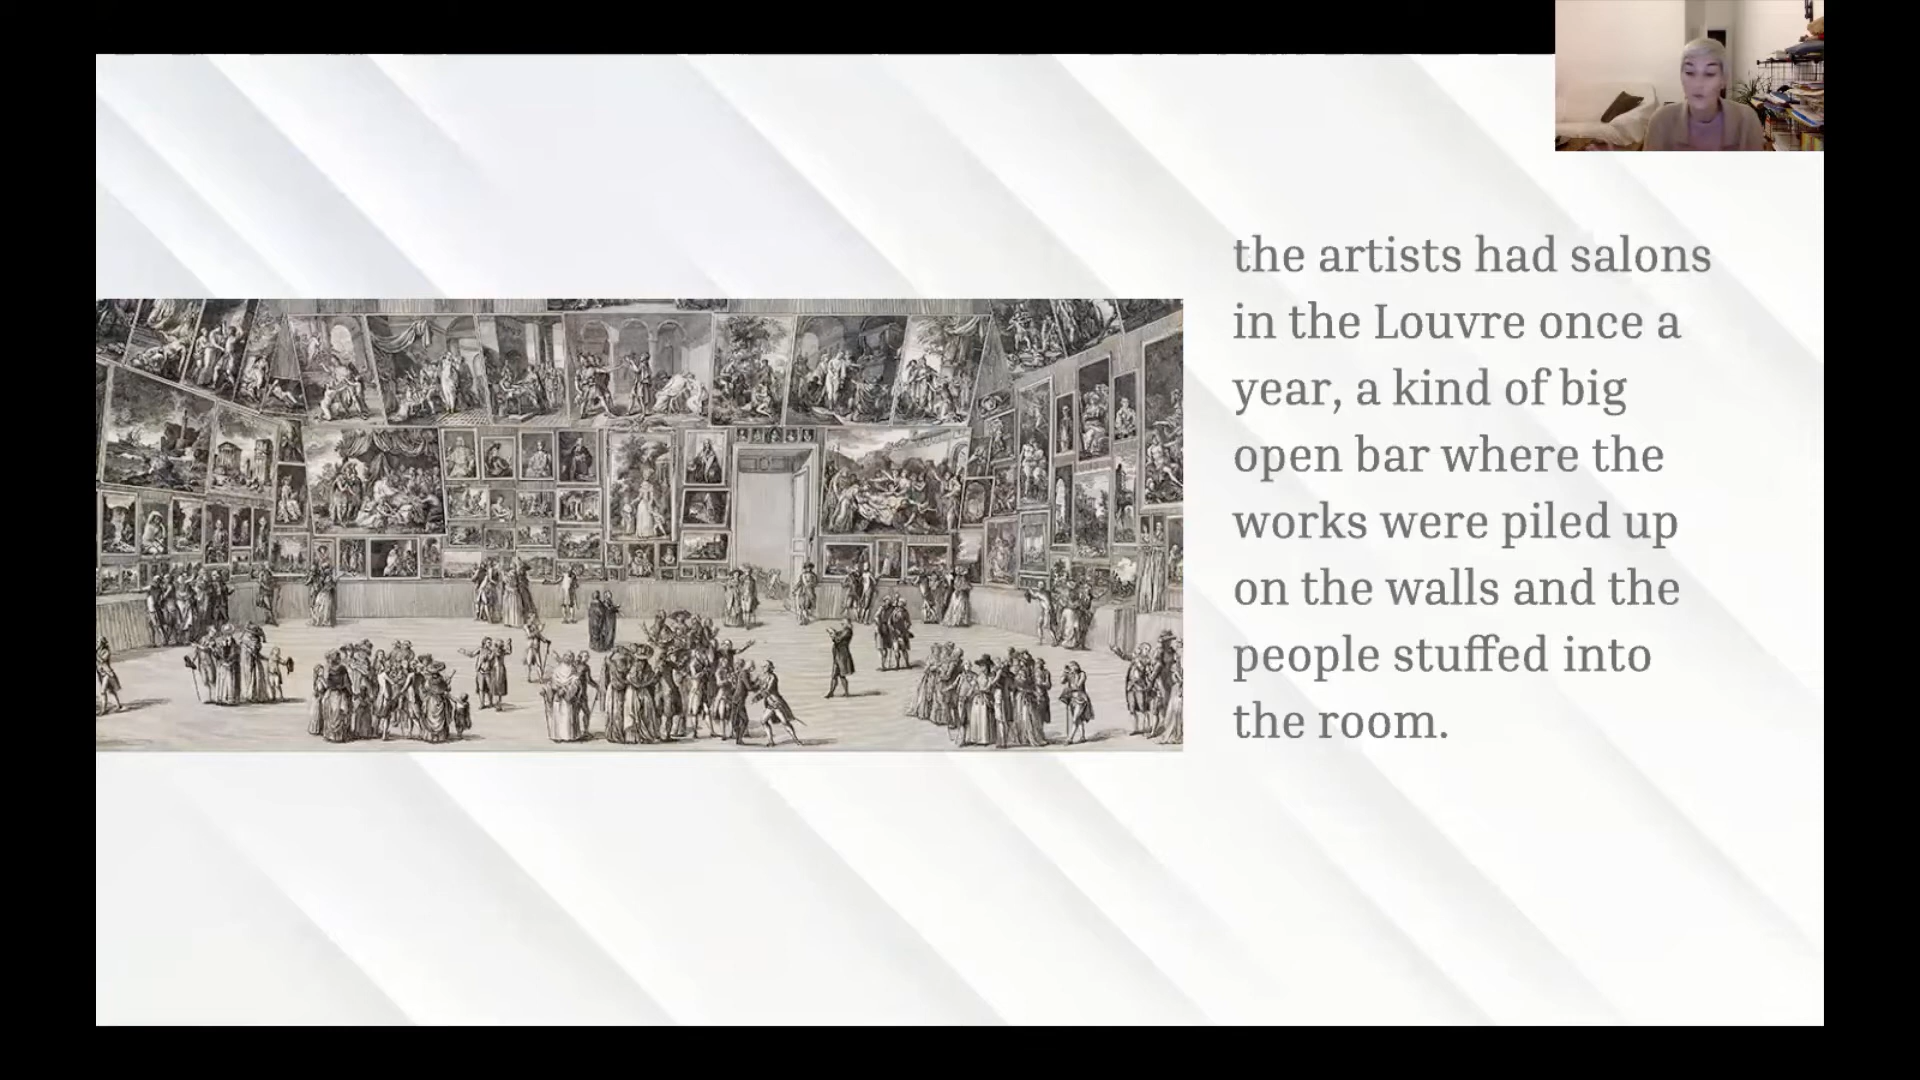 the artists had salons
in the Louvre once a
year, a kind of big
open bar where the
works were piled up
on the walls and the
people stuffed into
the room.